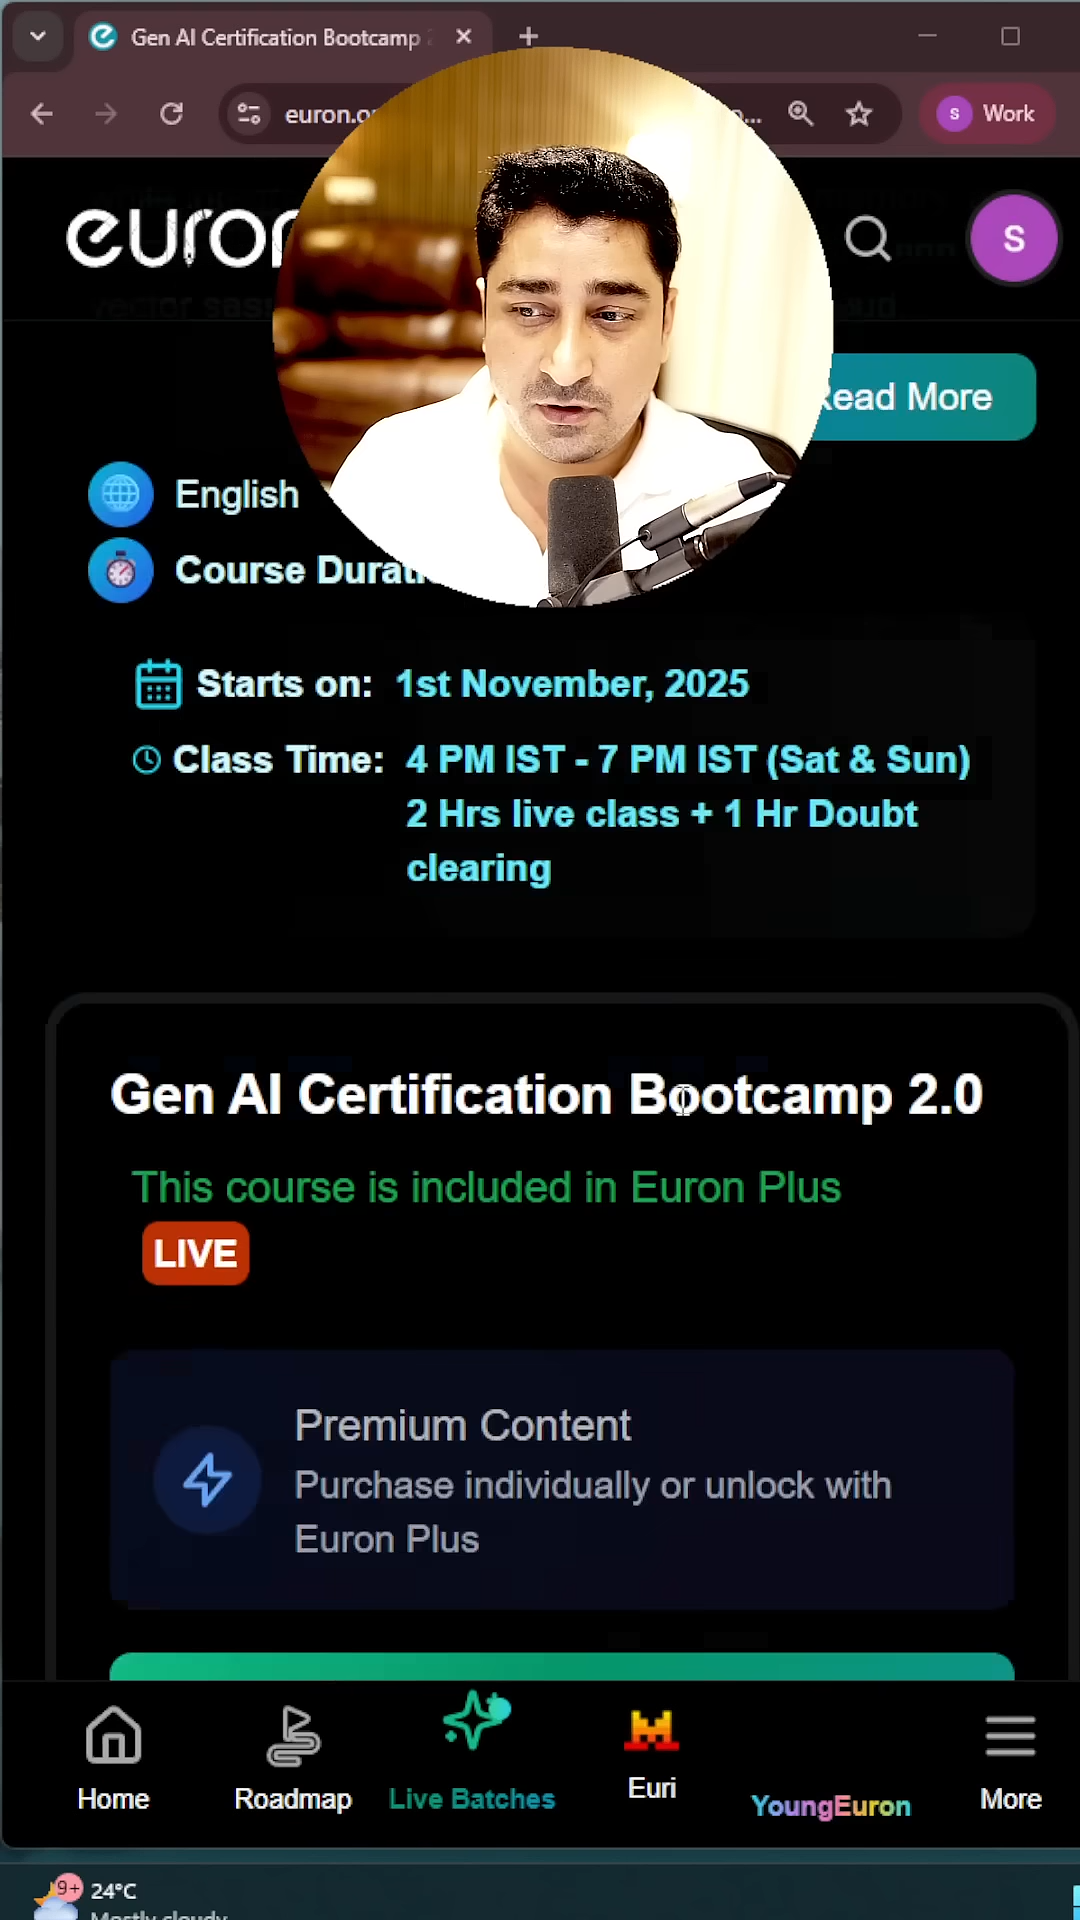 Gen AI Certification Bootcamp
Work
S
English
Read More
Course
Starts on: 1st November, 2025
Class Time: 4 PM IST - 7 PM IST (Sat & Sun)
2 Hrs live class + 1 Hr Doubt
clearing
Gen AI Certification Bootcamp 2.0
This course is included in Euron Plus
LIVE
Premium Content
Purchase individually or unlock with
Euron Plus
Home
Roadmap
Live Batches
Euri
YoungEuron
More
9+
24°C
Mostly cloudy